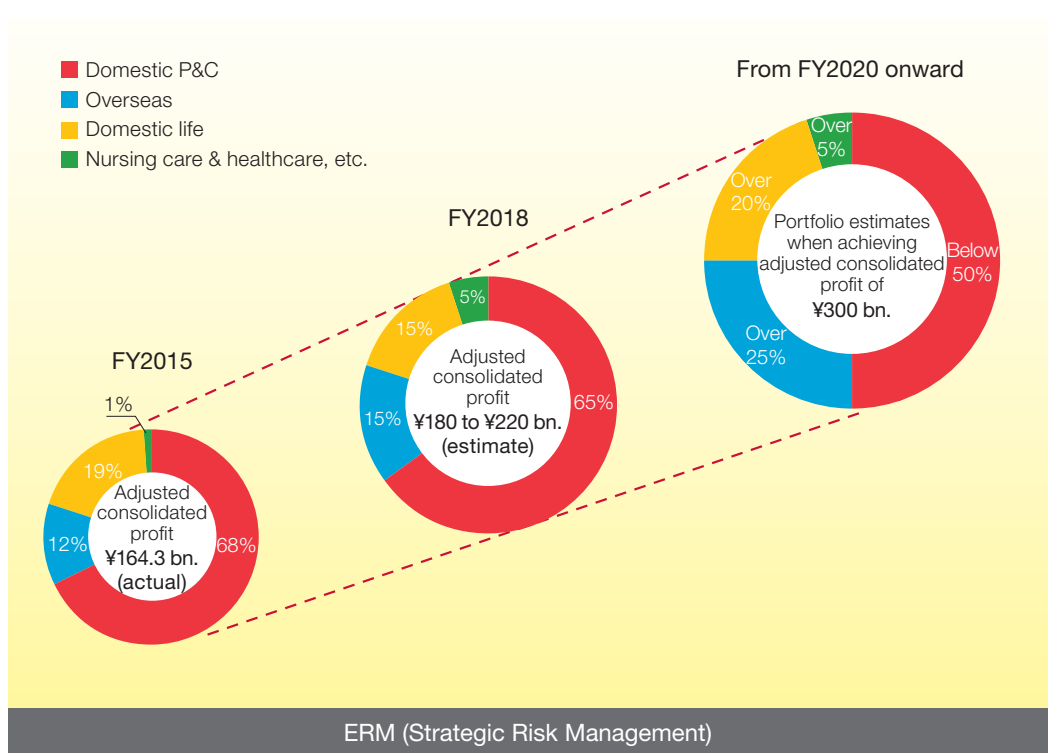 Domestic P&C
Overseas
Domestic life
Nursing care & healthcare, etc.
FY2015
1%
19%
12%
68%
Adjusted
consolidated
profit
¥164.3 bn.
(actual)
FY2018
5%
15%
15%
65%
Adjusted
consolidated
profit
¥180 to ¥220 bn.
(estimate)
From FY2020 onward
Over
5%
Over
20%
Over
25%
Below
50%
Portfolio estimates
when achieving
adjusted consolidated
profit of
¥300 bn.
ERM (Strategic Risk Management)